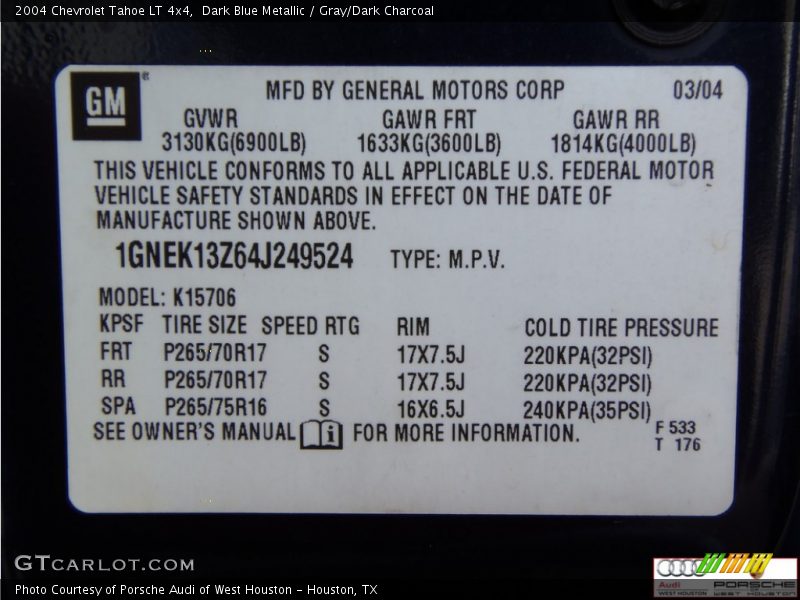 2004 Chevrolet Tahoe LT 4x4, Dark Blue Metallic / Gray/Dark Charcoal
GM®
MFD BY GENERAL MOTORS CORP 03/04
GVWR GAWR FRT GAWR RR
3130KG(6900LB) 1633KG(3600LB) 1814KG(4000LB)
THIS VEHICLE CONFORMS TO ALL APPLICABLE U.S. FEDERAL MOTOR
VEHICLE SAFETY STANDARDS IN EFFECT ON THE DATE OF
MANUFACTURE SHOWN ABOVE.
1GNEK13Z64J249524 TYPE: M.P.V.
MODEL: K15706
KPSF TIRE SIZE SPEED RTG RIM COLD TIRE PRESSURE
FRT P265/70R17 S 17X7.5J 220KPA(32PSI)
RR P265/70R17 S 17X7.5J 220KPA(32PSI)
SPA P265/75R16 S 16X6.5J 240KPA(35PSI)
SEE OWNER'S MANUAL i FOR MORE INFORMATION.
F 533
T 176
GTCARLOT.COM
Audi PORSCHE
WEST HOUSTON WEST HOUSTON
Photo Courtesy of Porsche Audi of West Houston - Houston, TX